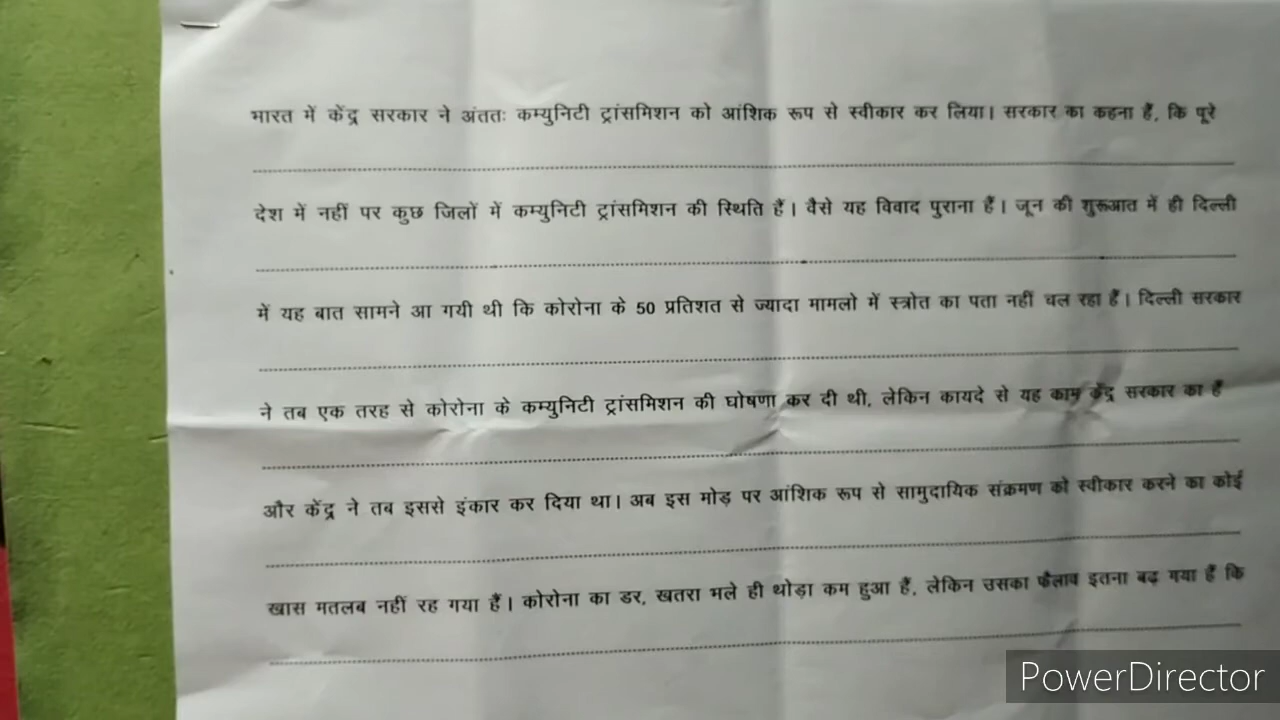 भारत में केंद्र सरकार ने अंततः कम्युनिटी ट्रांसमिशन को आंशिक रूप से स्वीकार कर लिया। सरकार का कहना हैं, कि पूरे
देश में नहीं पर कुछ जिलों में कम्युनिटी ट्रांसमिशन की स्थिति हैं। वैसे यह विवाद पुराना हैं। जून की शुरूआत में ही दिल्ली
में यह बात सामने आ गयी थी कि कोरोना के 50 प्रतिशत से ज्यादा मामलो में स्त्रोत का पता नहीं चल रहा हैं। दिल्ली सरकार
ने तब एक तरह से कोरोना के कम्युनिटी ट्रांसमिशन की घोषणा कर दी थी, लेकिन कायदे से यह काम केंद्र सरकार का हैं
और केंद्र ने तब इससे इंकार कर दिया था। अब इस मोड़ पर आंशिक रूप से सामुदायिक संक्रमण को स्वीकार करने का कोई
खास मतलब नहीं रह गया हैं। कोरोना का डर, खतरा भले ही थोड़ा कम हुआ हैं, लेकिन उसका फैलाव इतना बढ़ गया हैं कि
PowerDirector